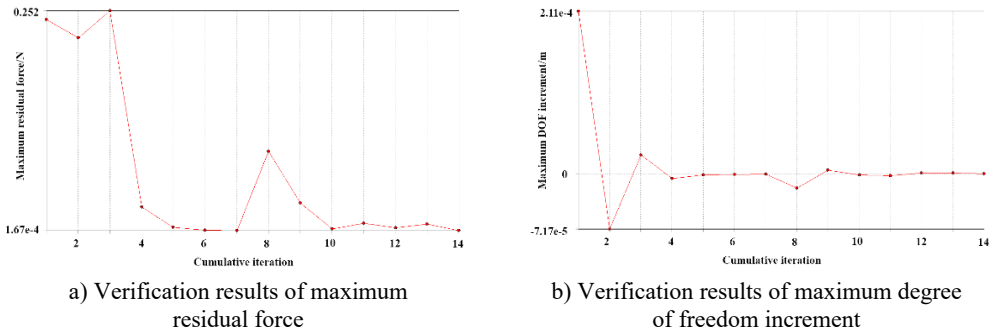 0.252
Maximum residual force/N
1.67e-4
2 4 6 8 10 12 14
Cumulative iteration
a) Verification results of maximum
residual force
2.11e-4
Maximum DOF increment/m
0
-7.17e-5
2 4 6 8 10 12 14
Cumulative iteration
b) Verification results of maximum degree
of freedom increment